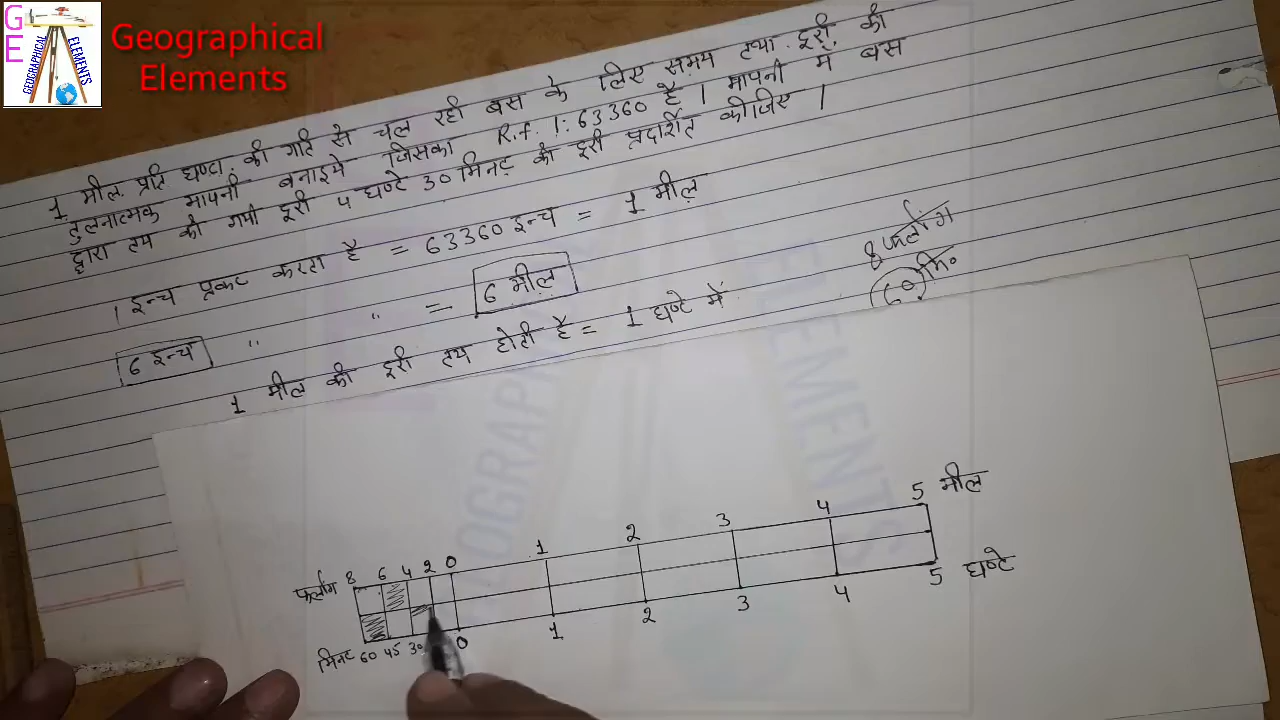 GE
GEOGRAPHICAL ELEMENTS
Geographical
Elements
1 मील प्रति घण्टा की गति से चल रही बस के लिए समय तथा दूरी की
तुलनात्मक मापनी बनाइये जिसका R.f. 1:63360 है । मापनी में बस
द्वारा तय की गयी दूरी 4 घण्टे 30 मिनट की दूरी प्रदर्शित कीजिए ।
1 इन्च प्रकट करता है = 63360 इन्च = 1 मील
6 इन्च " " = 6 मील
8 फर्लांग
60 मि०
1 मील की दूरी तय होती है = 1 घण्टे में
फर्लांग 8 6 4 2 0 1 2 3 4 5 मील
मिनट 60 45 30 0 1 2 3 4 5 घण्टे